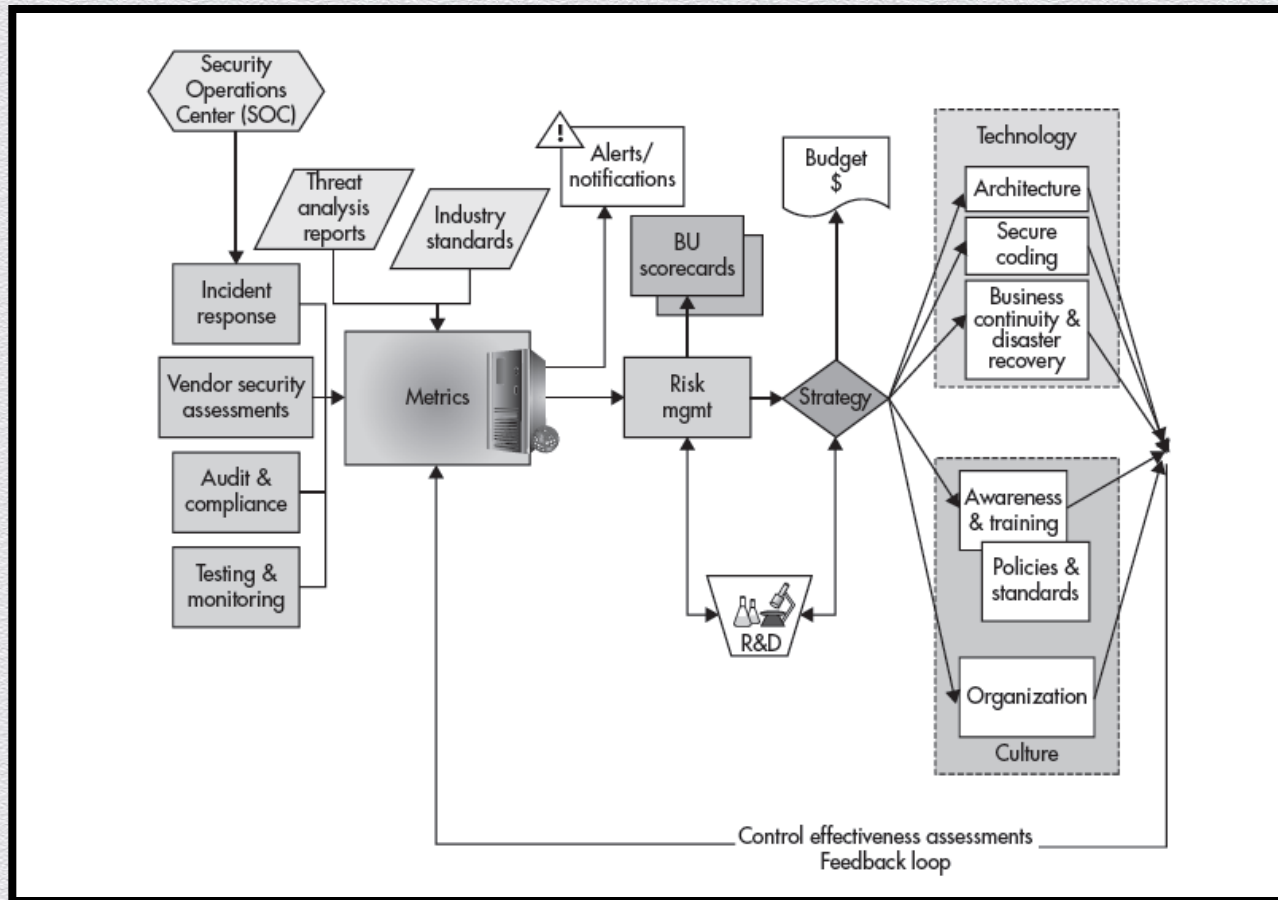 Security
Operations
Center (SOC)
Threat
analysis
reports
Industry
standards
!
Alerts/
notifications
Budget
$
BU
scorecards
Incident
response
Vendor security
assessments
Audit &
compliance
Testing &
monitoring
Metrics
Risk
mgmt
Strategy
R&D
Technology
Architecture
Secure
coding
Business
continuity &
disaster
recovery
Awareness
& training
Policies &
standards
Organization
Culture
Control effectiveness assessments
Feedback loop